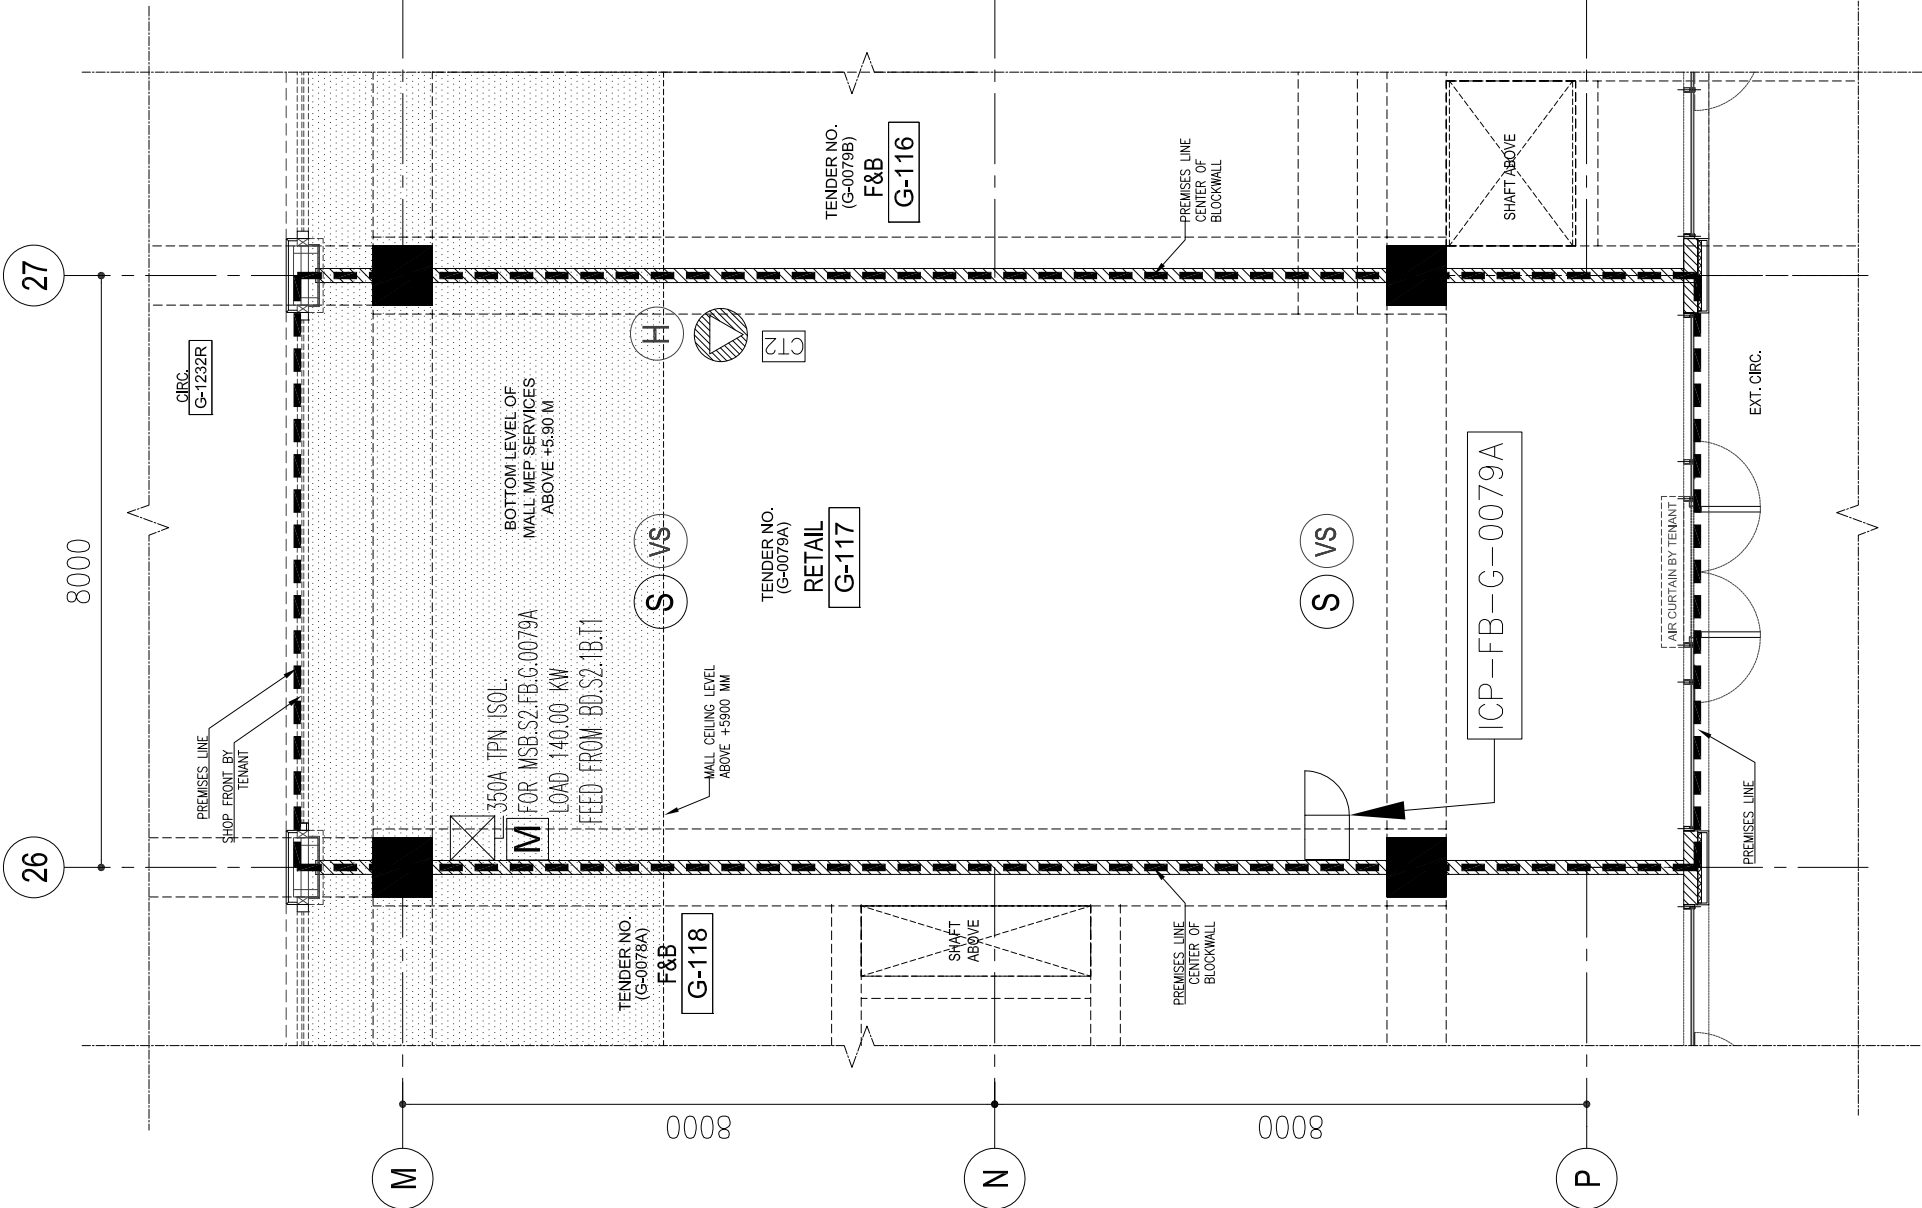 27
26
8000
CIRC.
G-1232R
PREMISES LINE
SHOP FRONT BY
TENANT
BOTTOM LEVEL OF
MALL MEP SERVICES
ABOVE +5.90 M
350A TPN ISOL.
FOR MSB.S2.FB.G.0079A
LOAD 140.00 KW
FEED FROM BD.S2.1B.T1
M
H
CT2
VS
S
MALL CEILING LEVEL
ABOVE +5900 MM
TENDER NO.
(G-0078A)
F&B
G-118
TENDER NO.
(G-0079A)
RETAIL
G-117
TENDER NO.
(G-0079B)
F&B
G-116
SHAFT
ABOVE
PREMISES LINE
CENTER OF
BLOCKWALL
PREMISES LINE
CENTER OF
BLOCKWALL
VS
S
ICP-FB-G-0079A
SHAFT ABOVE
AIR CURTAIN BY TENANT
PREMISES LINE
EXT. CIRC.
8000
8000
M
N
P